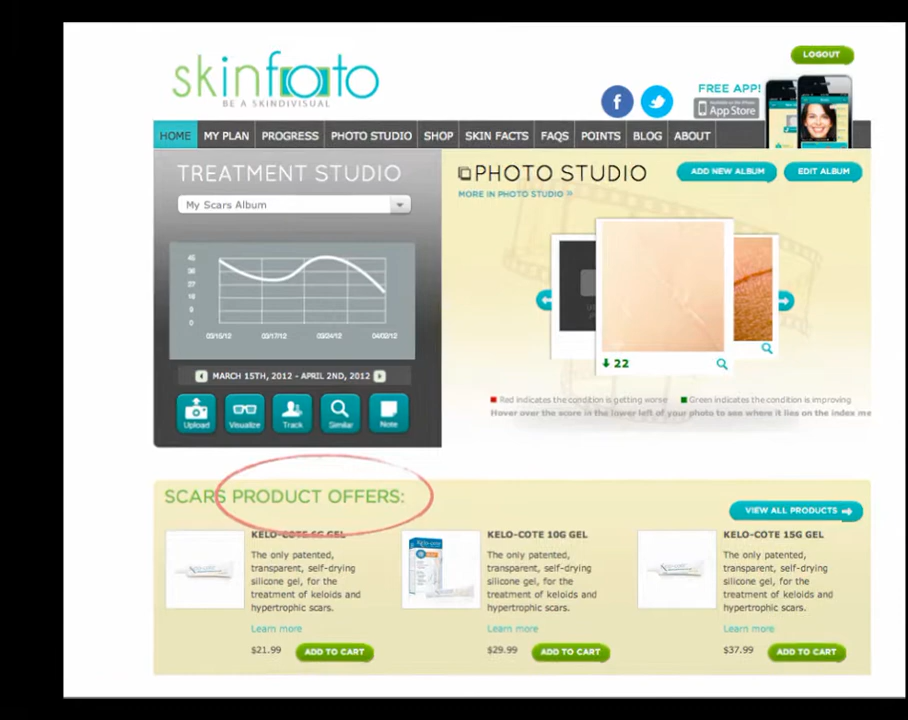 LOGOUT
skinfoto
BE A SKINDIVISUAL
FREE APP!
Available on the iPhone
App Store
HOME MY PLAN PROGRESS PHOTO STUDIO SHOP SKIN FACTS FAQS POINTS BLOG ABOUT
TREATMENT STUDIO
My Scars Album
PHOTO STUDIO
ADD NEW ALBUM
EDIT ALBUM
MORE IN PHOTO STUDIO »
45
36
27
18
9
0
03/15/12 03/17/12 03/24/12 04/02/12
MARCH 15TH, 2012 - APRIL 2ND, 2012
Upload Visualize Track Similar Note
22
Red indicates the condition is getting worse Green indicates the condition is improving
Hover over the score in the lower left of your photo to see where it lies on the index me
SCARS PRODUCT OFFERS:
VIEW ALL PRODUCTS
KELO-COTE 6G GEL
The only patented,
transparent, self-drying
silicone gel, for the
treatment of keloids and
hypertrophic scars.
Learn more
$21.99 ADD TO CART
KELO-COTE 10G GEL
The only patented,
transparent, self-drying
silicone gel, for the
treatment of keloids and
hypertrophic scars.
Learn more
$29.99 ADD TO CART
KELO-COTE 15G GEL
The only patented,
transparent, self-drying
silicone gel, for the
treatment of keloids and
hypertrophic scars.
Learn more
$37.99 ADD TO CART